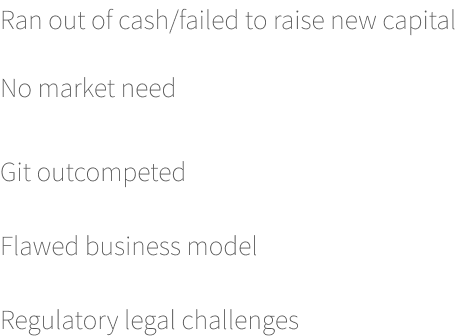 Ran out of cash/failed to raise new capital
No market need
Git outcompeted
Flawed business model
Regulatory legal challenges